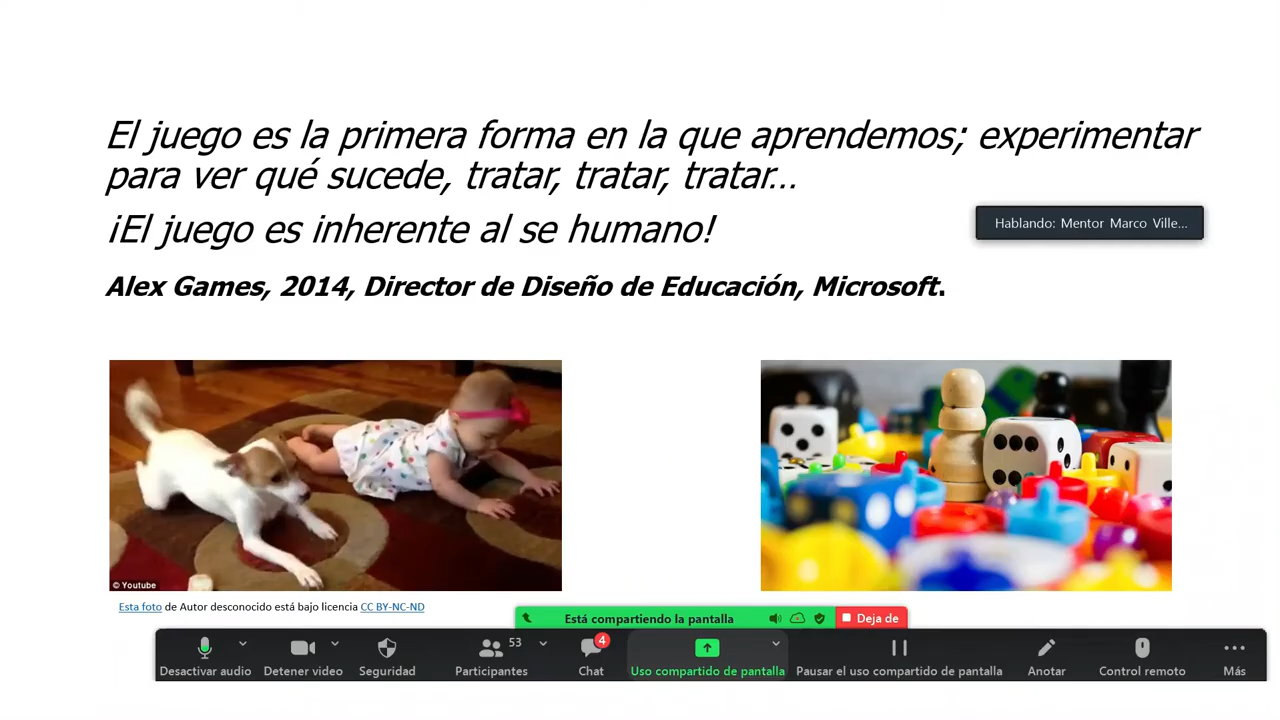 El juego es la primera forma en la que aprendemos; experimentar
para ver qué sucede, tratar, tratar, tratar...
¡El juego es inherente al se humano!
Hablando: Mentor Marco Ville...
Alex Games, 2014, Director de Diseño de Educación, Microsoft.
© Youtube
Esta foto de Autor desconocido está bajo licencia CC BY-NC-ND
Está compartiendo la pantalla
Deja de
Desactivar audio
Detener video
Seguridad
Participantes 53
Chat 4
Uso compartido de pantalla
Pausar el uso compartido de pantalla
Anotar
Control remoto
Más